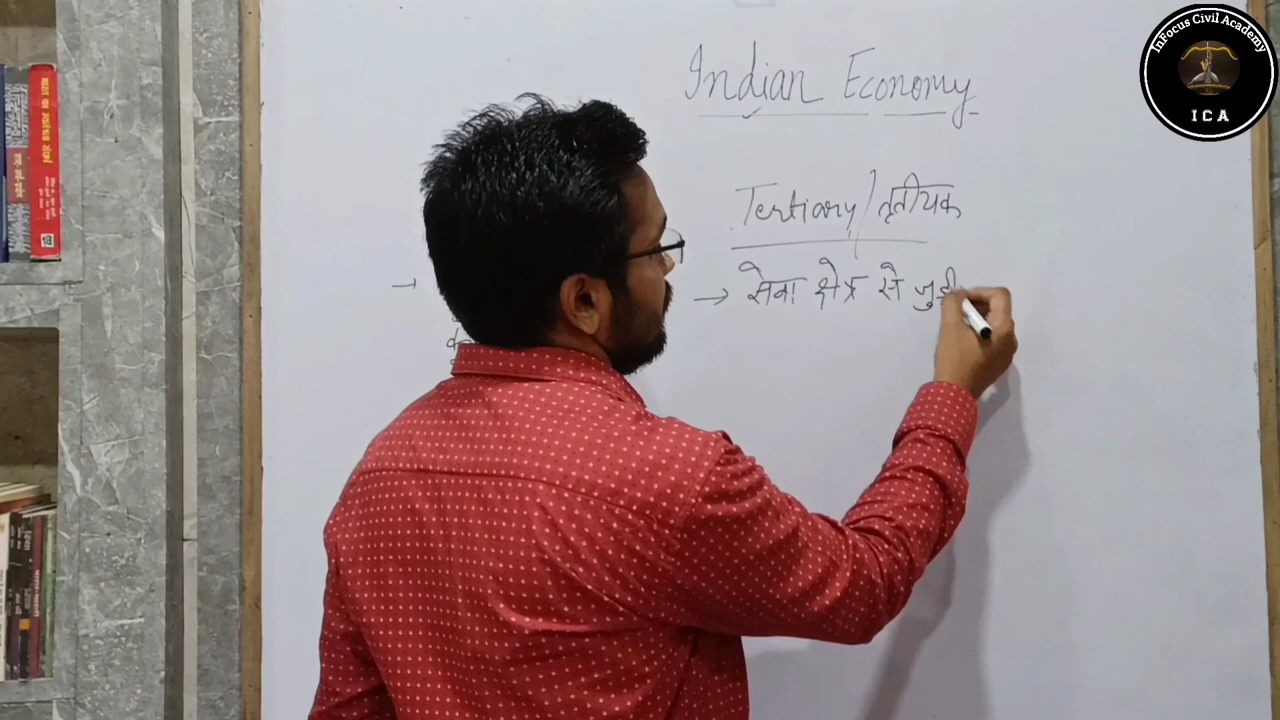 InFocus Civil Academy
ICA
Indian Economy
Tertiary/तृतीयक
→ सेवा क्षेत्र से जुड़ी